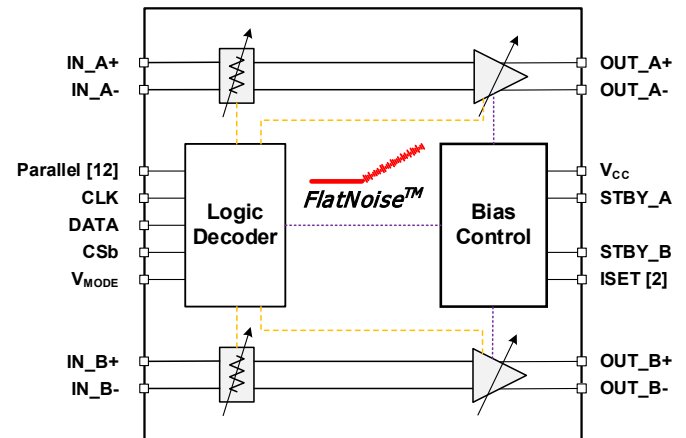 IN_A+
IN_A-
OUT_A+
OUT_A-
Parallel [12]
CLK
DATA
CSb
VMODE
Logic
Decoder
FlatNoise™
Bias
Control
VCC
STBY_A
STBY_B
ISET [2]
IN_B+
IN_B-
OUT_B+
OUT_B-